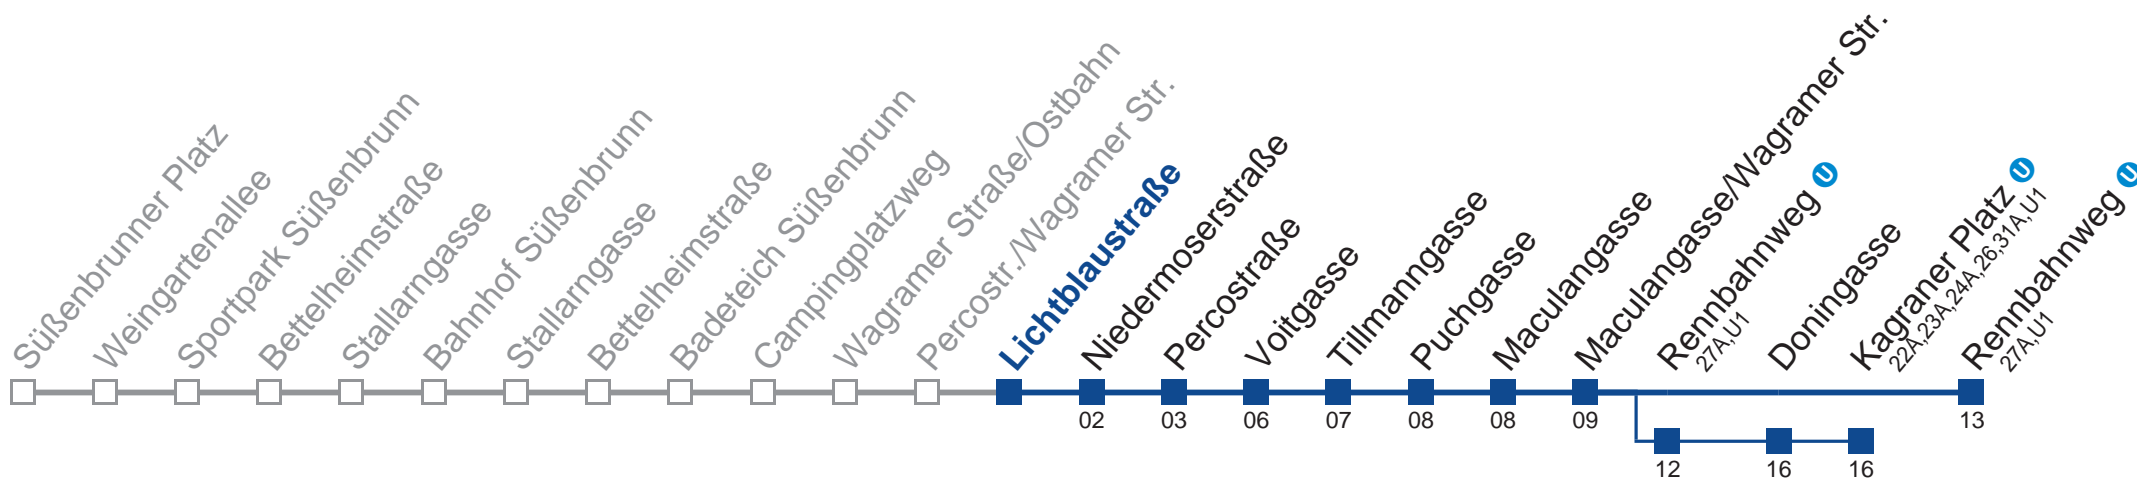 Süßenbrunner Platz
Weingartenallee
Sportpark Süßenbrunn
Bettelheimstraße
Stallarngasse
Bahnhof Süßenbrunn
Stallarngasse
Bettelheimstraße
Badeteich Süßenbrunn
Campingplatzweg
Wagramer Straße/Ostbahn
Percostr./Wagramer Str.
Lichtblaustraße
Niedermoserstraße
Percostraße
Voitgasse
Tillmanngasse
Puchgasse
Maculangasse
Maculangasse/Wagramer Str.
Rennbahnweg U
27A,U1
Doningasse
Kagraner Platz U
22A,23A,24A,26,31A,U1
Rennbahnweg U
27A,U1
02 03 06 07 08 08 09 13
12 16 16